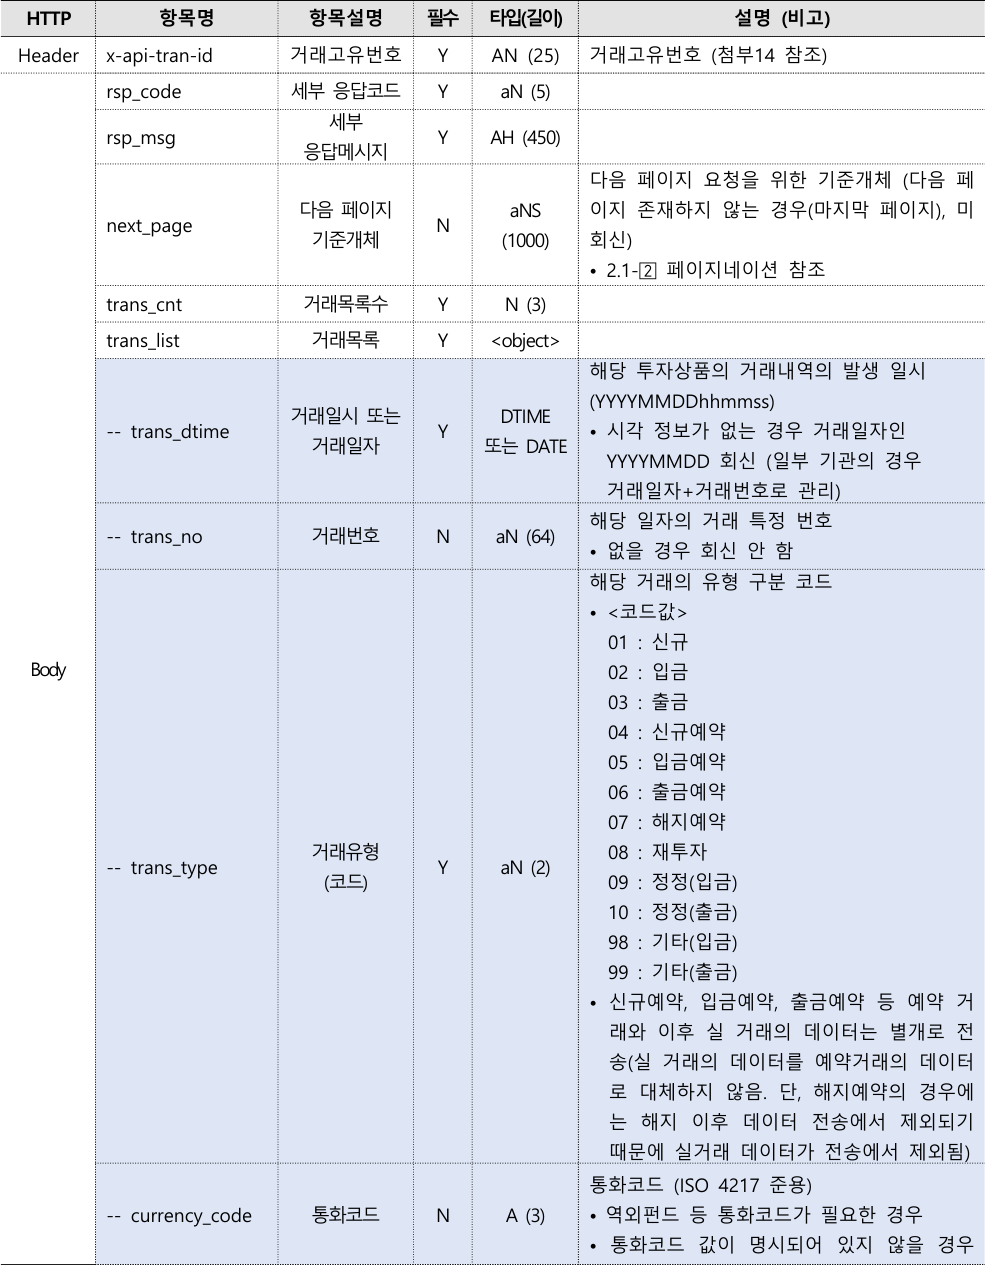 HTTP 항목명 항목설명 필수 타입(길이) 설명 (비고)
Header x-api-tran-id 거래고유번호 Y AN (25) 거래고유번호 (첨부14 참조)
Body
rsp_code 세부 응답코드 Y aN (5)
rsp_msg 세부
응답메시지 Y AH (450)
next_page 다음 페이지
기준개체 N aNS
(1000)
다음 페이지 요청을 위한 기준개체 (다음 페
이지 존재하지 않는 경우(마지막 페이지), 미
회신)
• 2.1-2 페이지네이션 참조
trans_cnt 거래목록수 Y N (3)
trans_list 거래목록 Y <object>
-- trans_dtime 거래일시 또는
거래일자 Y DTIME
또는 DATE
해당 투자상품의 거래내역의 발생 일시
(YYYYMMDDhhmmss)
• 시각 정보가 없는 경우 거래일자인
YYYYMMDD 회신 (일부 기관의 경우
거래일자+거래번호로 관리)
-- trans_no 거래번호 N aN (64) 해당 일자의 거래 특정 번호
• 없을 경우 회신 안 함
-- trans_type 거래유형
(코드) Y aN (2)
해당 거래의 유형 구분 코드
• <코드값>
01 : 신규
02 : 입금
03 : 출금
04 : 신규예약
05 : 입금예약
06 : 출금예약
07 : 해지예약
08 : 재투자
09 : 정정(입금)
10 : 정정(출금)
98 : 기타(입금)
99 : 기타(출금)
• 신규예약, 입금예약, 출금예약 등 예약 거
래와 이후 실 거래의 데이터는 별개로 전
송(실 거래의 데이터를 예약거래의 데이터
로 대체하지 않음. 단, 해지예약의 경우에
는 해지 이후 데이터 전송에서 제외되기
때문에 실거래 데이터가 전송에서 제외됨)
-- currency_code 통화코드 N A (3) 통화코드 (ISO 4217 준용)
• 역외펀드 등 통화코드가 필요한 경우
• 통화코드 값이 명시되어 있지 않을 경우